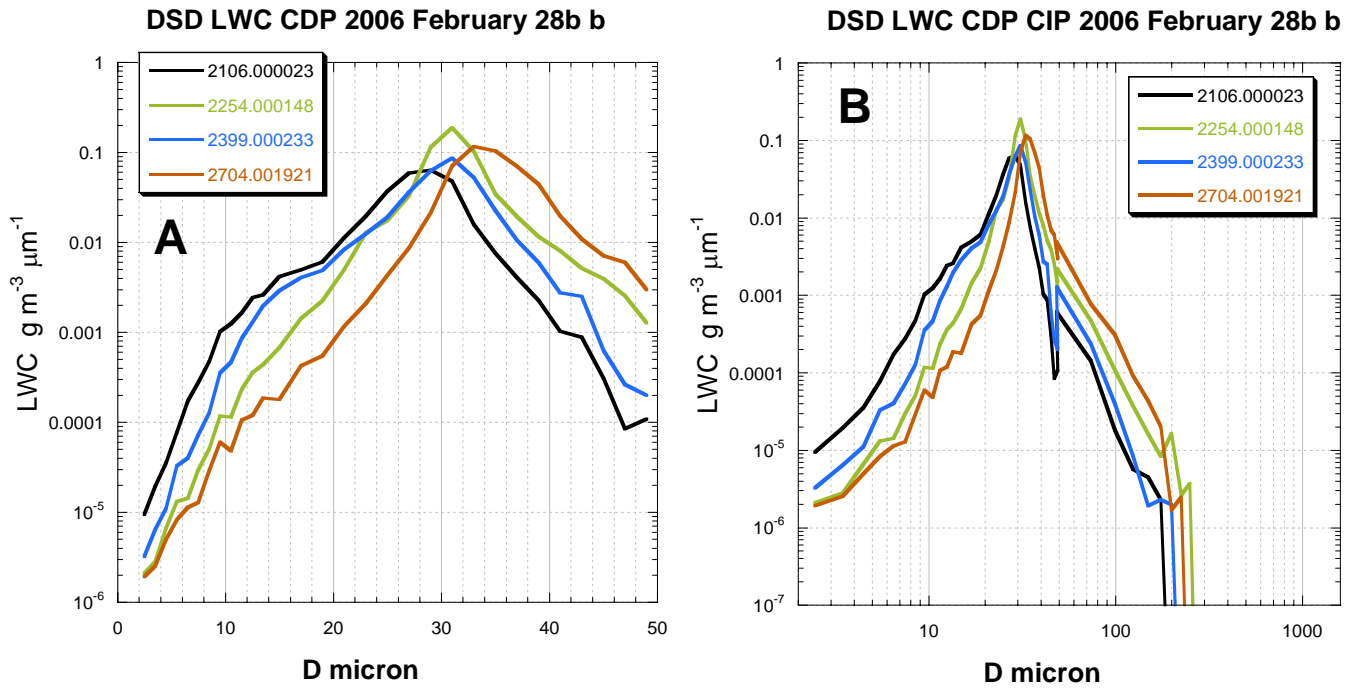 DSD LWC CDP 2006 February 28b b
2106.000023
2254.000148
2399.000233
2704.001921
A
LWC g m⁻³ µm⁻¹
1
0.1
0.01
0.001
0.0001
10⁻⁵
10⁻⁶
0 10 20 30 40 50
D micron
DSD LWC CDP CIP 2006 February 28b b
B
2106.000023
2254.000148
2399.000233
2704.001921
LWC g m⁻³ µm⁻¹
1
0.1
0.01
0.001
0.0001
10⁻⁵
10⁻⁶
10⁻⁷
10 100 1000
D micron